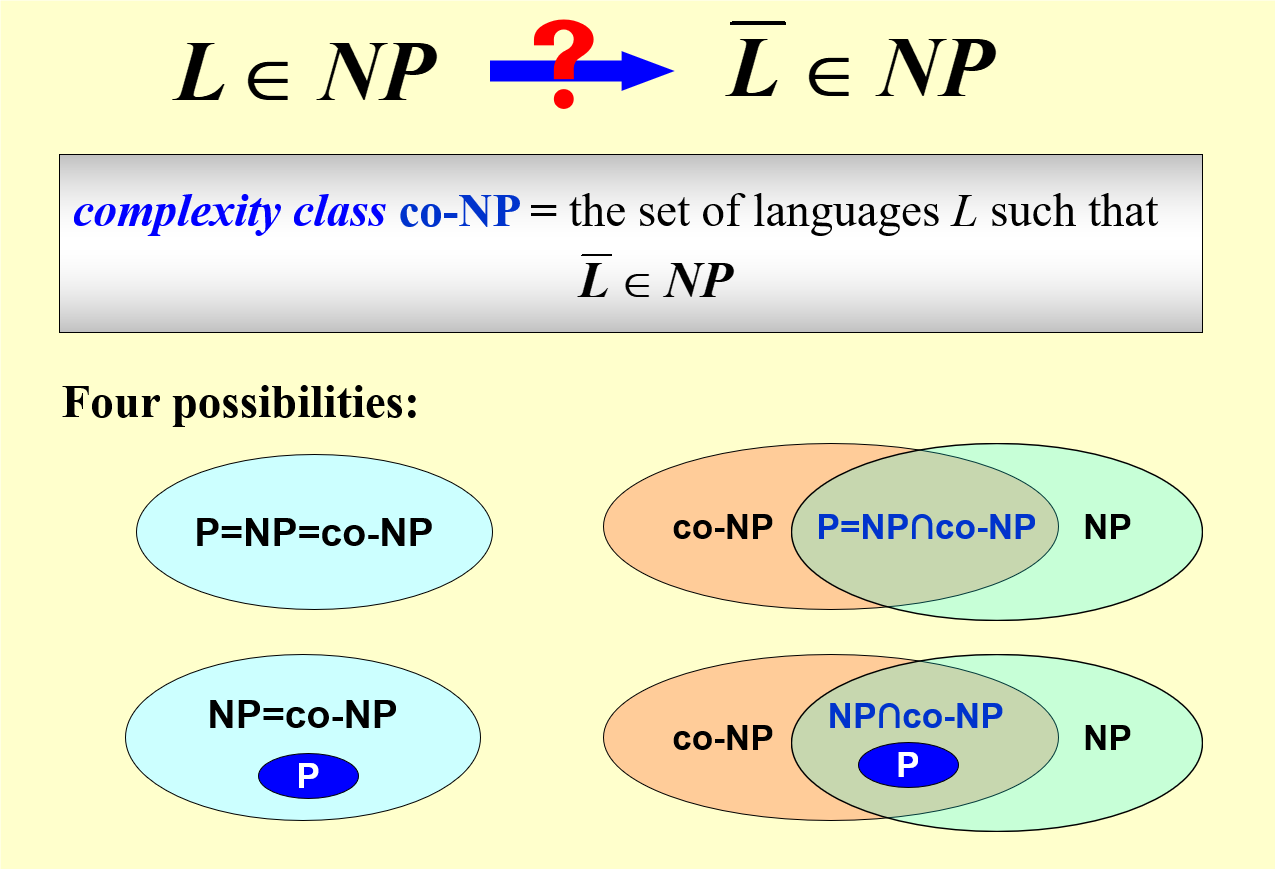 L ∈ NP ? L̅ ∈ NP
complexity class co-NP = the set of languages L such that
L̅ ∈ NP
Four possibilities:
P=NP=co-NP
co-NP P=NP∩co-NP NP
NP=co-NP
P
co-NP NP∩co-NP NP
P